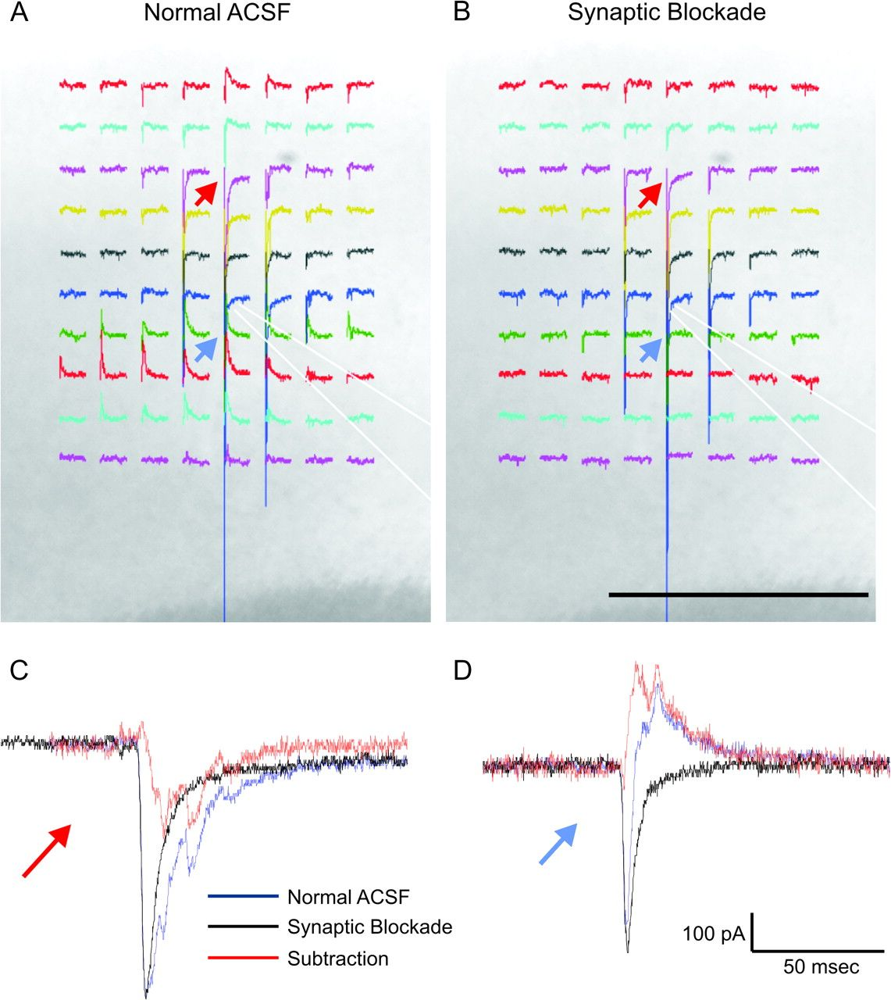 A
Normal ACSF
B
Synaptic Blockade
C
D
Normal ACSF
Synaptic Blockade
Subtraction
100 pA
50 msec